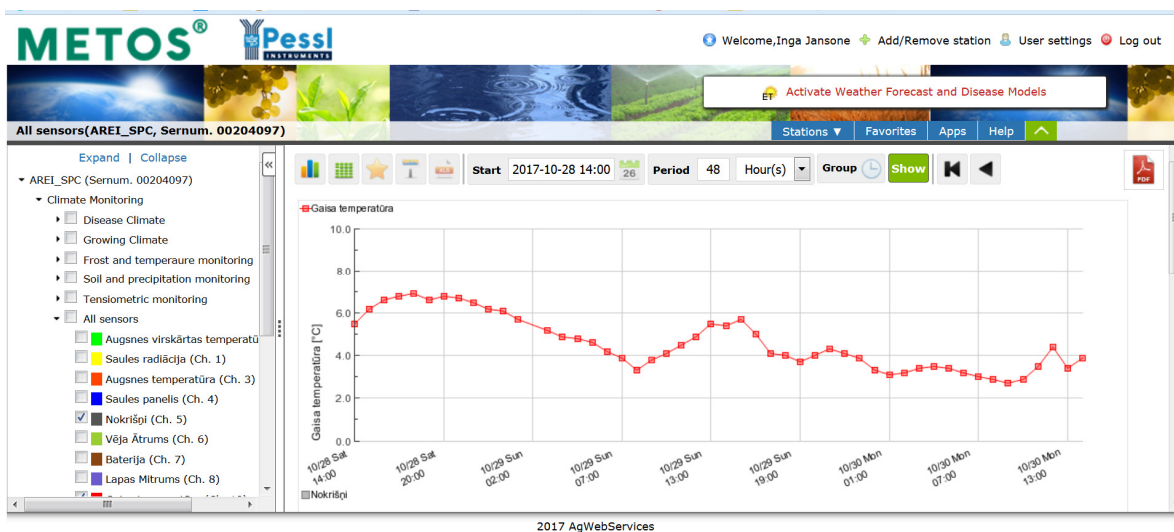 METOS® Pessl INSTRUMENTS
Welcome,Inga Jansone Add/Remove station User settings Log out
ET Activate Weather Forecast and Disease Models
All sensors(AREI_SPC, Sernum. 00204097)
Stations ▼ Favorites Apps Help
Expand | Collapse
AREI_SPC (Sernum. 00204097)
Climate Monitoring
Disease Climate
Growing Climate
Frost and temperaure monitoring
Soil and precipitation monitoring
Tensiometric monitoring
All sensors
Augsnes virskārtas temperatū
Saules radiācija (Ch. 1)
Augsnes temperatūra (Ch. 3)
Saules panelis (Ch. 4)
Nokrišņi (Ch. 5)
Vēja Ātrums (Ch. 6)
Baterija (Ch. 7)
Lapas Mitrums (Ch. 8)
Start 2017-10-28 14:00 26 Period 48 Hour(s) Group Show
PDF
Gaisa temperatūra
Gaisa temperatūra [°C]
10.0
8.0
6.0
4.0
2.0
0.0
10/28 Sat 14:00
10/28 Sat 20:00
10/29 Sun 02:00
10/29 Sun 07:00
10/29 Sun 13:00
10/29 Sun 19:00
10/30 Mon 01:00
10/30 Mon 07:00
10/30 Mon 13:00
Nokrišņi
2017 AgWebServices